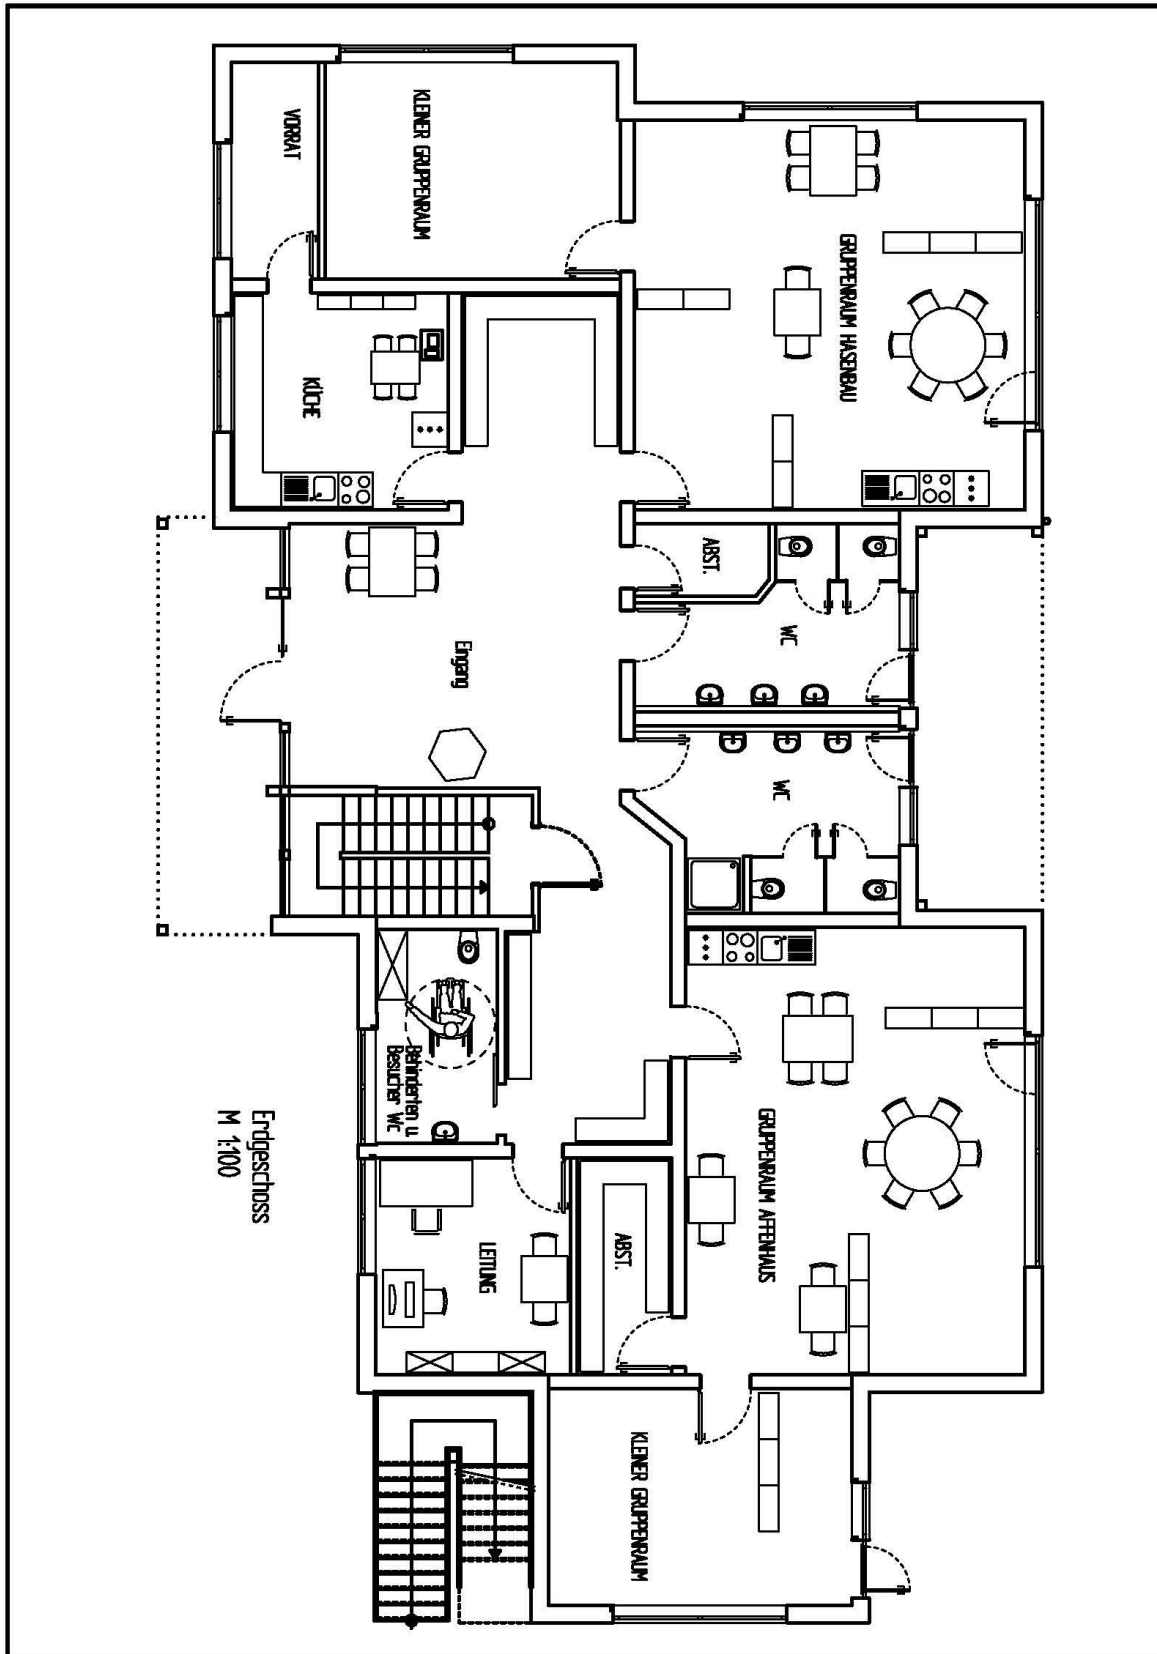 VORRAT
KLEINER GRUPPENRAUM
GRUPPENRAUM HASENBAU
KÜCHE
ABST.
WC
Eingang
WC
Behinderten u.
Besucher WC
GRUPPENRAUM AFFENHAUS
LEITUNG
ABST.
KLEINER GRUPPENRAUM
Erdgeschoss
M 1:100